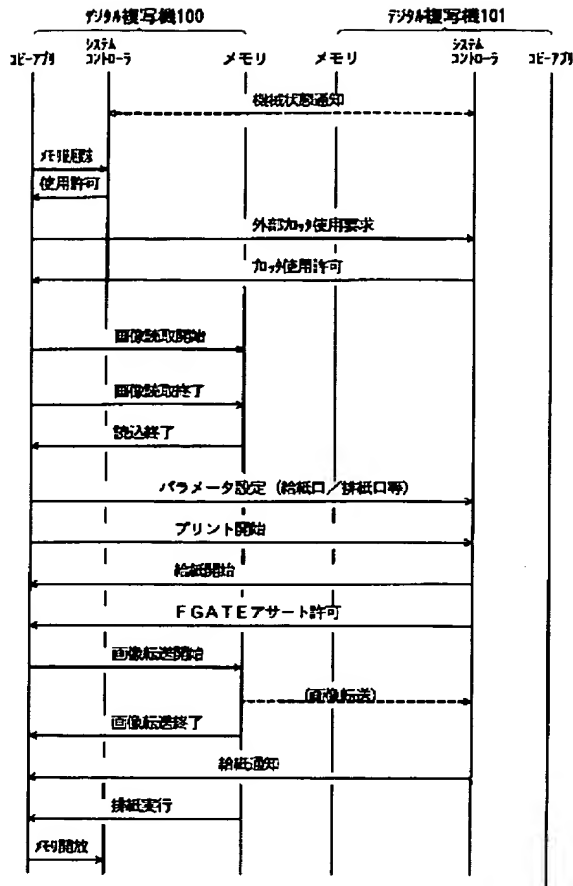 デジタル複写機100 デジタル複写機101
コピーアプリ システムコントローラ メモリ メモリ システムコントローラ コピーアプリ
機械状態通知
使用許可
外部プロッタ使用要求
プロッタ使用許可
画像読取開始
画像読取終了
読込終了
パラメータ設定(給紙口/排紙口等)
プリント開始
給紙開始
FGATEアサート許可
画像転送開始
(画像転送)
画像転送終了
給紙通知
排紙実行
メモリ開放